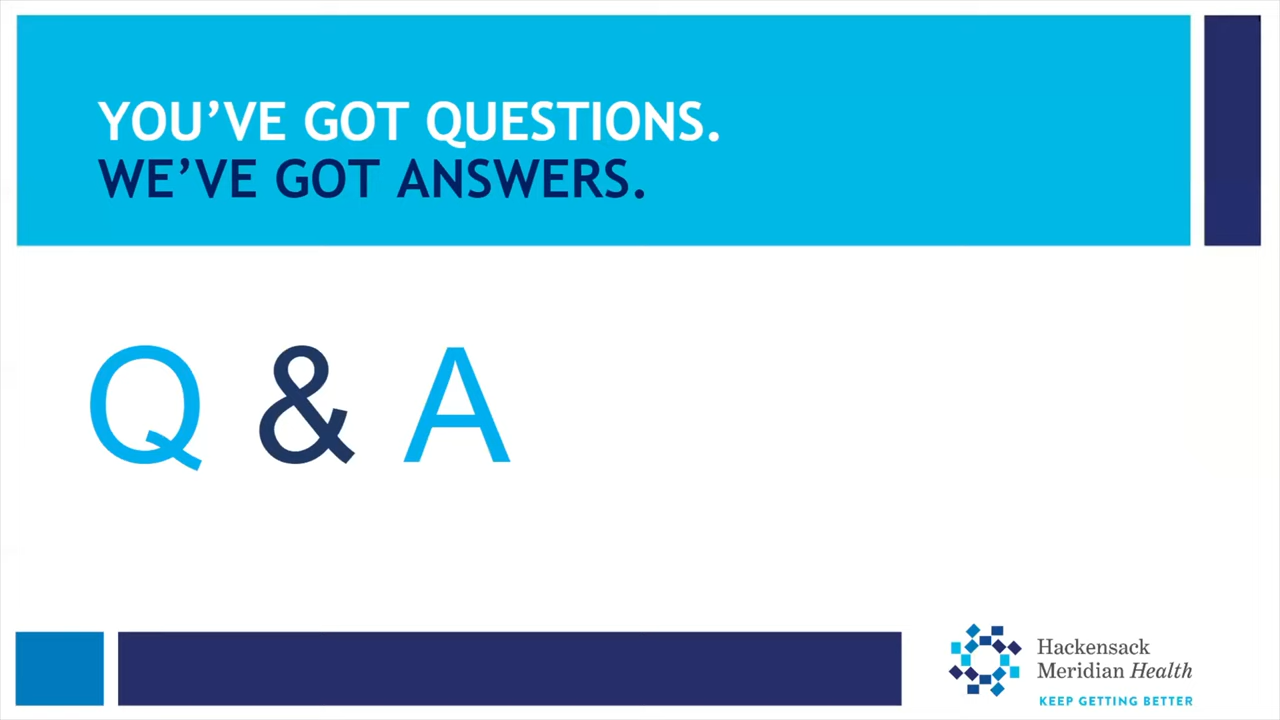 YOU’VE GOT QUESTIONS.
WE’VE GOT ANSWERS.
Q & A
Hackensack
Meridian Health
KEEP GETTING BETTER